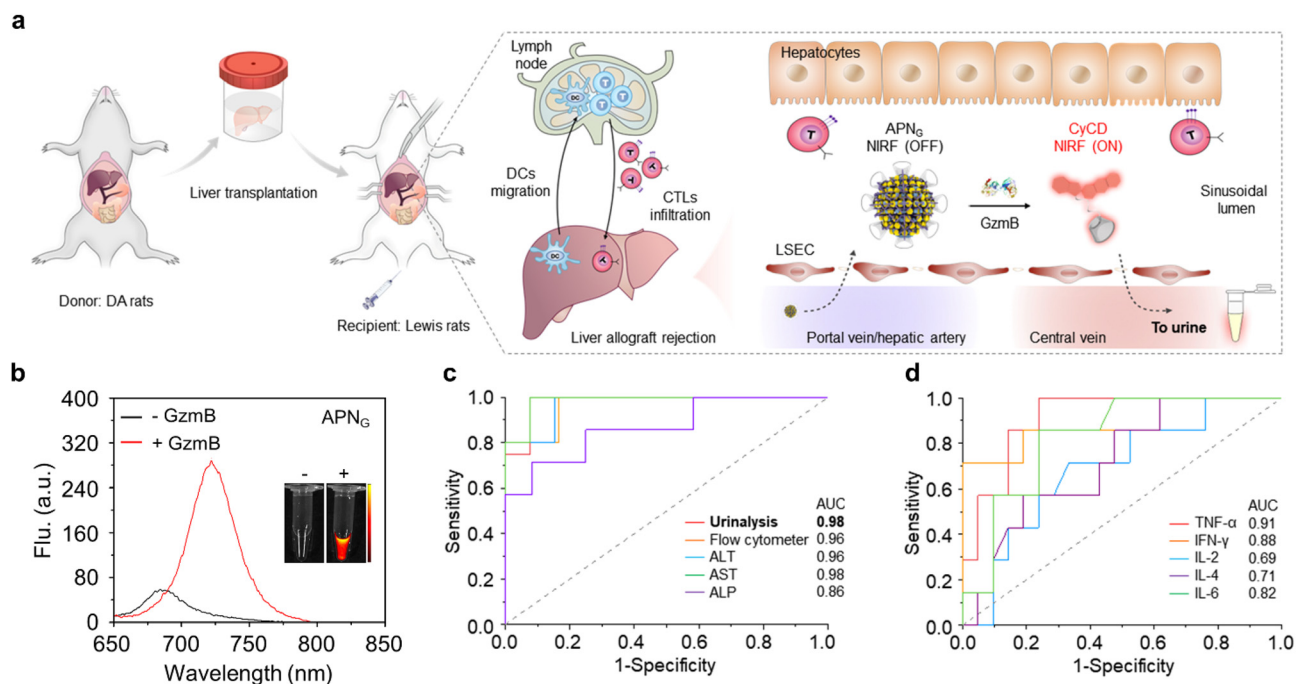 a
Donor: DA rats
Liver transplantation
Recipient: Lewis rats
Lymph
node
DC
T
T
T
DCs
migration
CTLs
infiltration
T
T
T
DC
T
Liver allograft rejection
Hepatocytes
T
APNG
NIRF (OFF)
GzmB
CyCD
NIRF (ON)
T
Sinusoidal
lumen
LSEC
Portal vein/hepatic artery
Central vein
To urine
b
Flu. (a.u.)
400
320
240
160
80
0
- GzmB
+ GzmB
APNG
- +
650 700 750 800 850
Wavelength (nm)
c
Sensitivity
1.0
0.8
0.6
0.4
0.2
0.0
AUC
Urinalysis 0.98
Flow cytometer 0.96
ALT 0.96
AST 0.98
ALP 0.86
0.0 0.2 0.4 0.6 0.8 1.0
1-Specificity
d
Sensitivity
1.0
0.8
0.6
0.4
0.2
0.0
AUC
TNF-α 0.91
IFN-γ 0.88
IL-2 0.69
IL-4 0.71
IL-6 0.82
0.0 0.2 0.4 0.6 0.8 1.0
1-Specificity